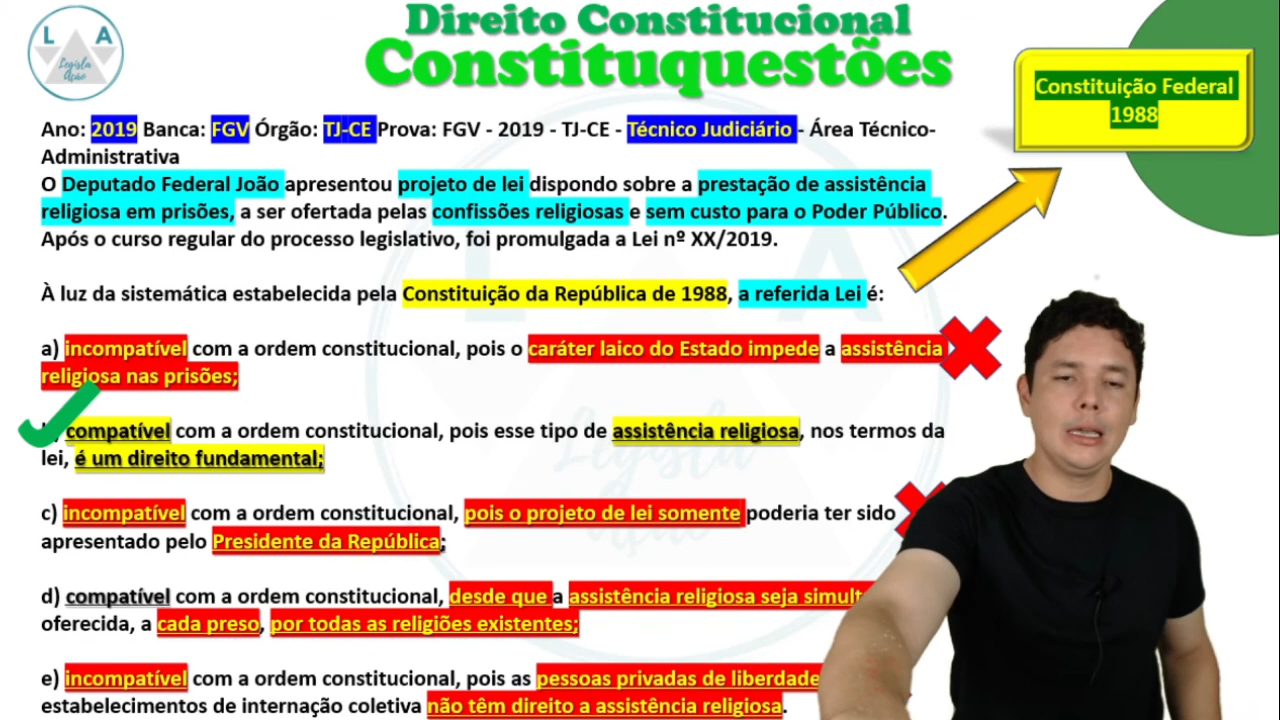 L A
Legisla
Ação
Direito Constitucional
Constituquestões
Constituição Federal
1988
Ano: 2019 Banca: FGV Órgão: TJ-CE Prova: FGV - 2019 - TJ-CE - Técnico Judiciário - Área Técnico-
Administrativa
O Deputado Federal João apresentou projeto de lei dispondo sobre a prestação de assistência
religiosa em prisões, a ser ofertada pelas confissões religiosas e sem custo para o Poder Público.
Após o curso regular do processo legislativo, foi promulgada a Lei nº XX/2019.
À luz da sistemática estabelecida pela Constituição da República de 1988, a referida Lei é:
a) incompatível com a ordem constitucional, pois o caráter laico do Estado impede a assistência
religiosa nas prisões;
compatível com a ordem constitucional, pois esse tipo de assistência religiosa, nos termos da
lei, é um direito fundamental;
c) incompatível com a ordem constitucional, pois o projeto de lei somente poderia ter sido
apresentado pelo Presidente da República;
d) compatível com a ordem constitucional, desde que a assistência religiosa seja
oferecida, a cada preso, por todas as religiões existentes;
e) incompatível com a ordem constitucional, pois as pessoas privadas de liberdade
estabelecimentos de internação coletiva não têm direito a assistência religiosa.